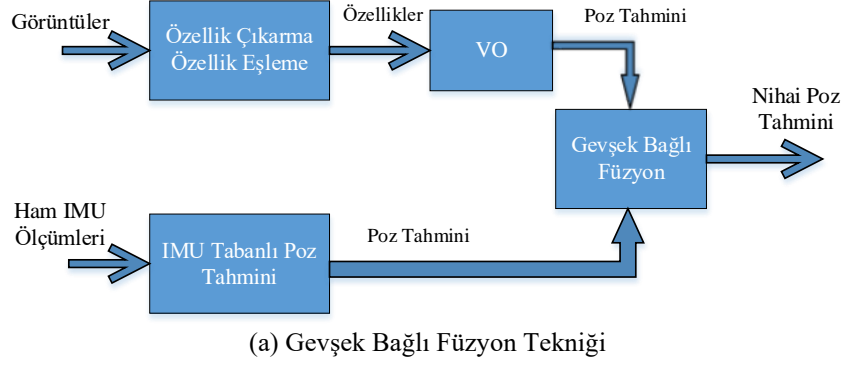 Görüntüler
Özellik Çıkarma
Özellik Eşleme
Özellikler
VO
Poz Tahmini
Gevşek Bağlı
Füzyon
Nihai Poz
Tahmini
Ham IMU
Ölçümleri
IMU Tabanlı Poz
Tahmini
Poz Tahmini
(a) Gevşek Bağlı Füzyon Tekniği